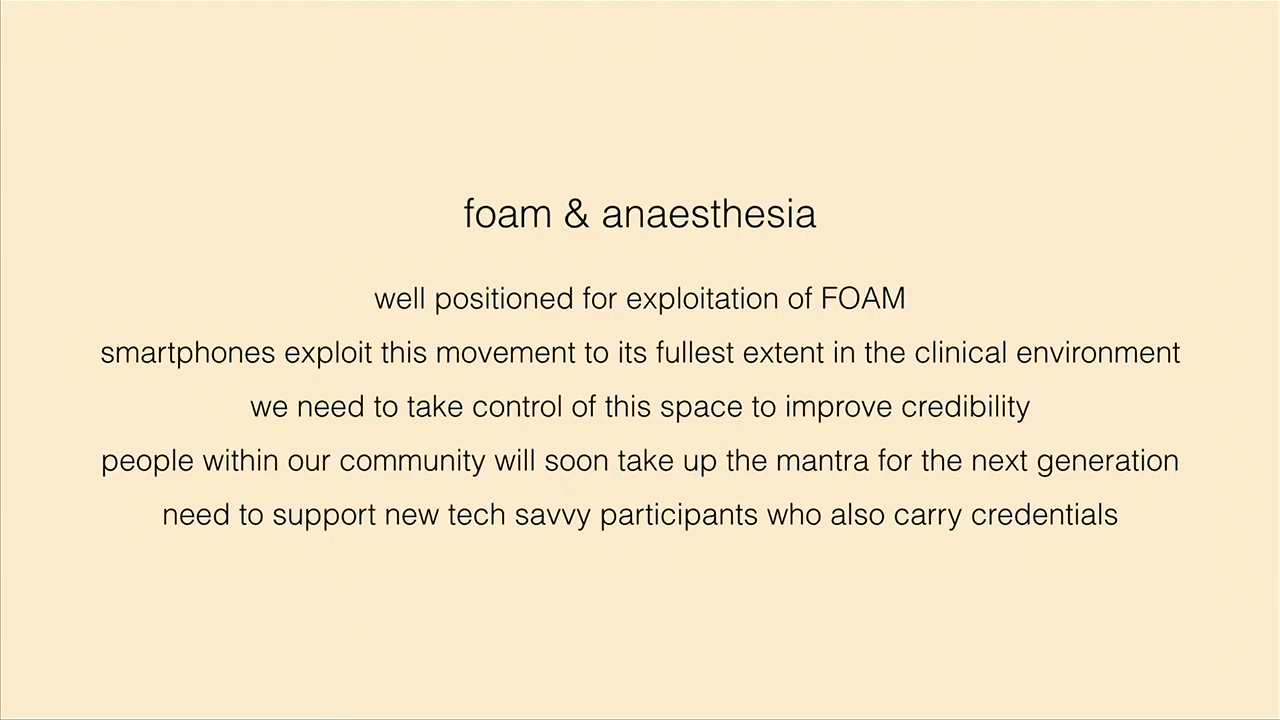 foam & anaesthesia
well positioned for exploitation of FOAM
smartphones exploit this movement to its fullest extent in the clinical environment
we need to take control of this space to improve credibility
people within our community will soon take up the mantra for the next generation
need to support new tech savvy participants who also carry credentials